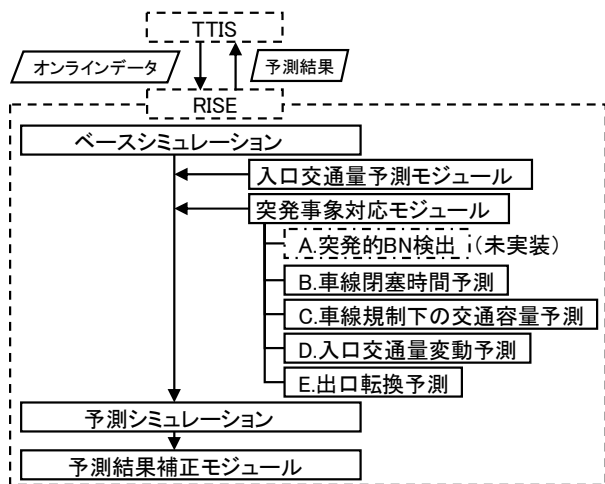 TTIS
オンラインデータ
予測結果
RISE
ベースシミュレーション
入口交通量予測モジュール
突発事象対応モジュール
A.突発的BN検出 (未実装)
B.車線閉塞時間予測
C.車線規制下の交通容量予測
D.入口交通量変動予測
E.出口転換予測
予測シミュレーション
予測結果補正モジュール